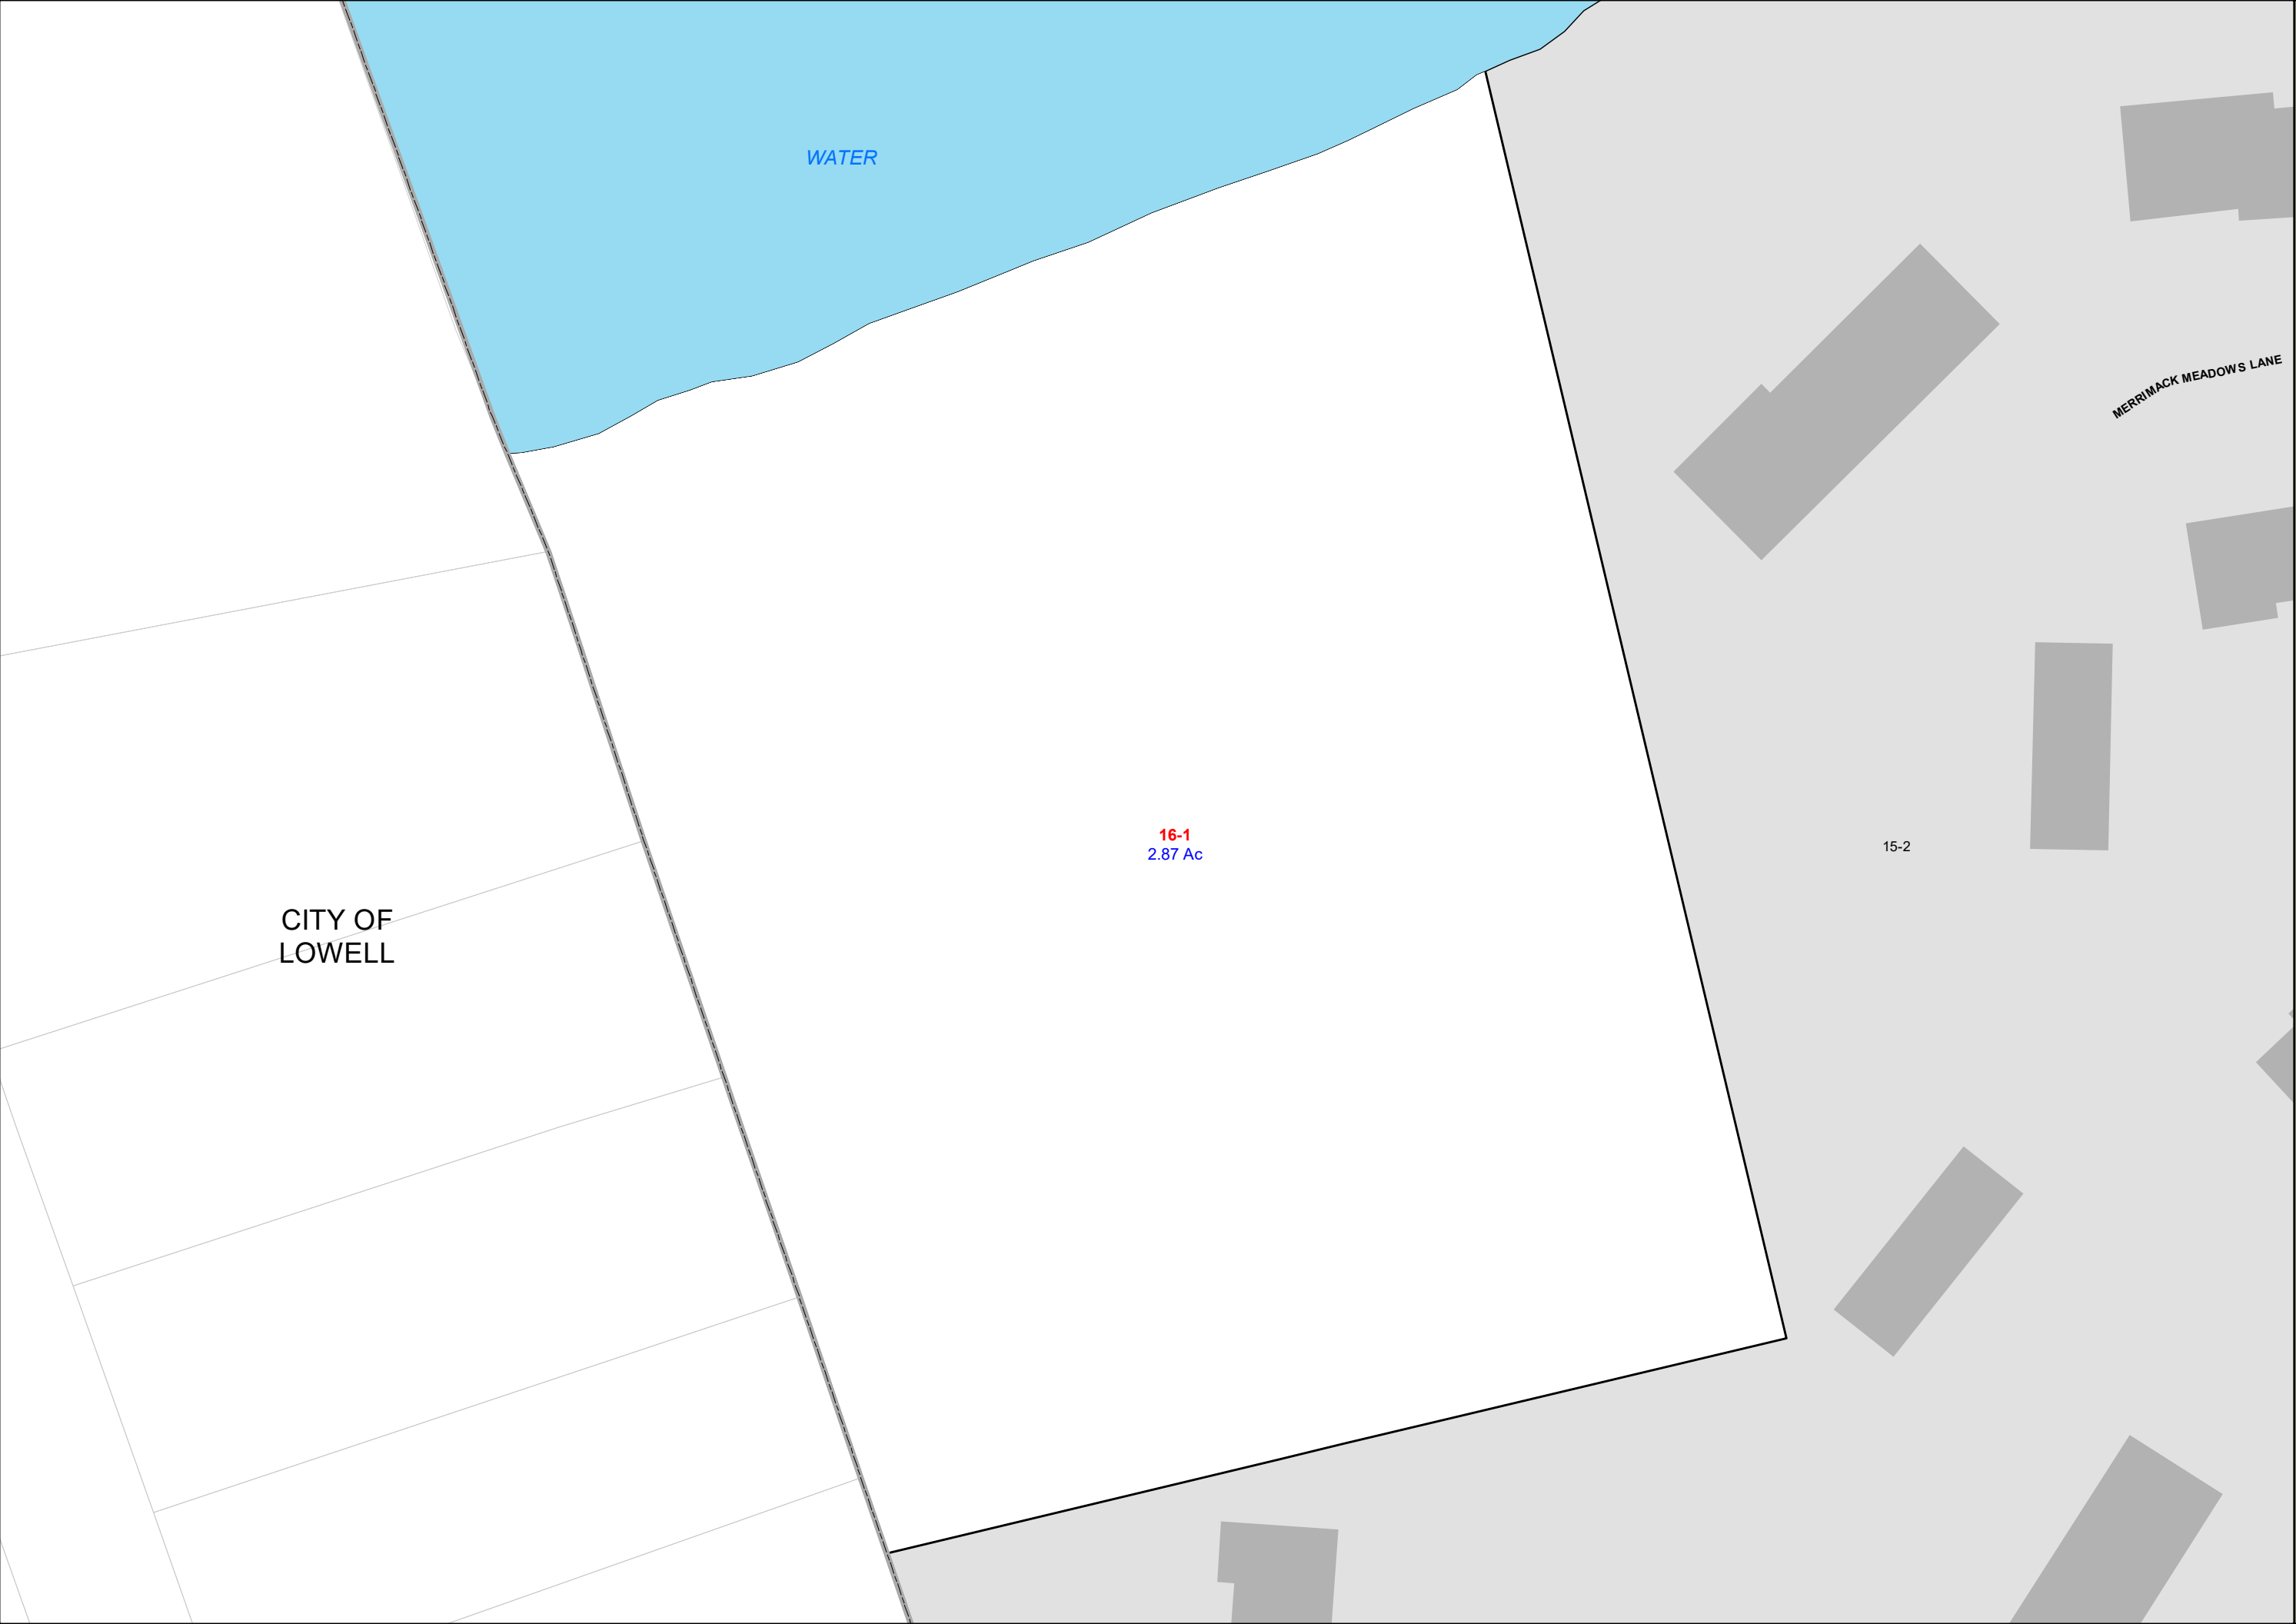 WATER
MERRIMACK MEADOWS LANE
16-1
2.87 Ac
15-2
CITY OF
LOWELL